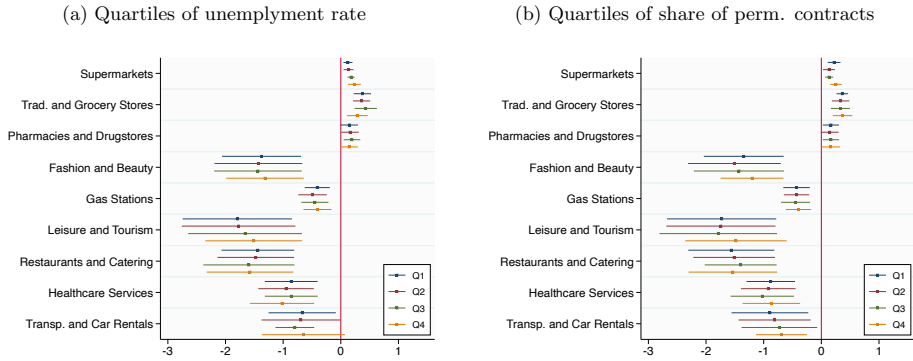 (a) Quartiles of unemplyment rate
Supermarkets
Trad. and Grocery Stores
Pharmacies and Drugstores
Fashion and Beauty
Gas Stations
Leisure and Tourism
Restaurants and Catering
Healthcare Services
Transp. and Car Rentals
Q1
Q2
Q3
Q4
-3 -2 -1 0 1
(b) Quartiles of share of perm. contracts
Supermarkets
Trad. and Grocery Stores
Pharmacies and Drugstores
Fashion and Beauty
Gas Stations
Leisure and Tourism
Restaurants and Catering
Healthcare Services
Transp. and Car Rentals
Q1
Q2
Q3
Q4
-3 -2 -1 0 1